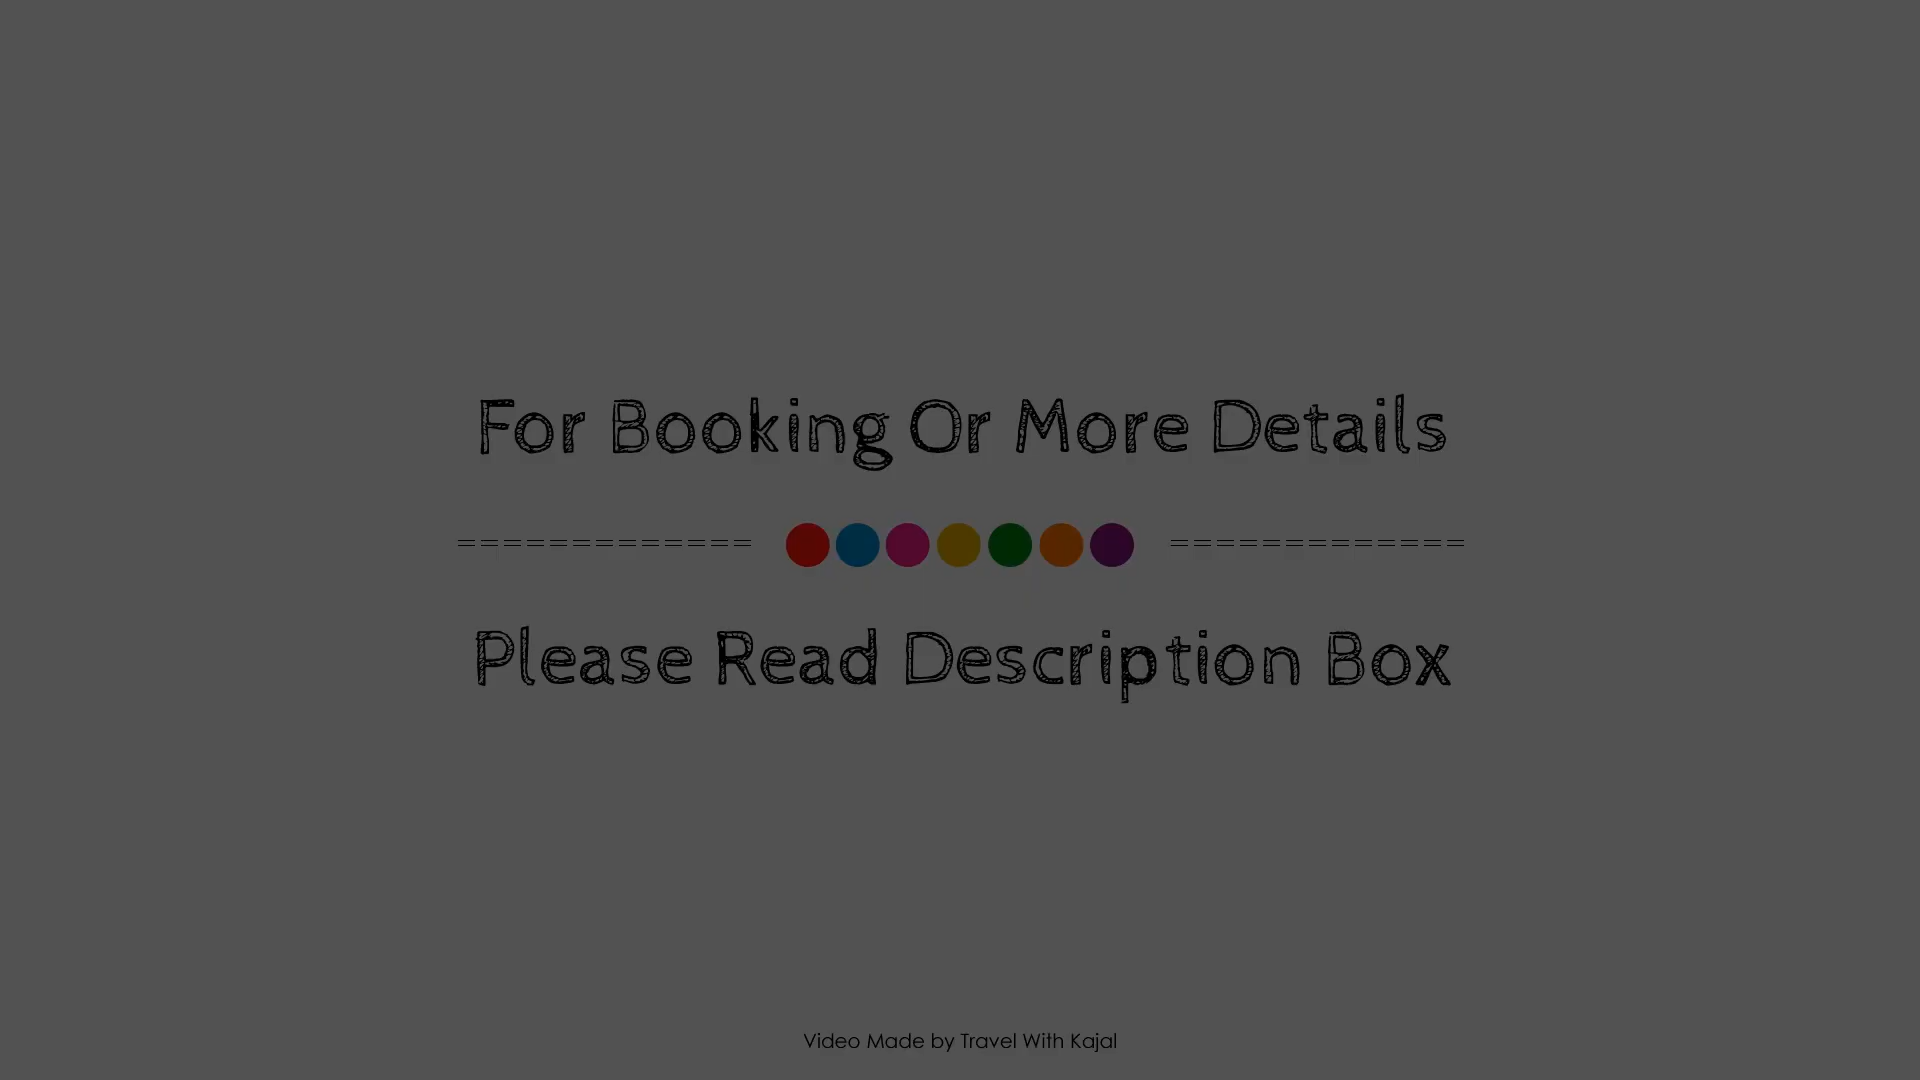 For Booking Or More Details
============= =============
Please Read Description Box
Video Made by Travel With Kajal